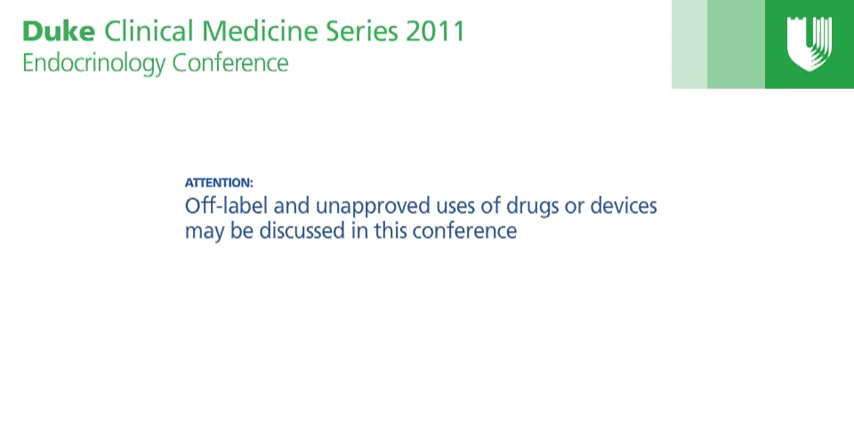 Duke Clinical Medicine Series 2011
Endocrinology Conference
ATTENTION:
Off-label and unapproved uses of drugs or devices
may be discussed in this conference